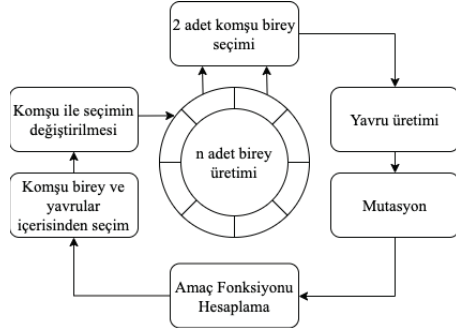 2 adet komşu birey
seçimi
Komşu ile seçimin
değiştirilmesi
n adet birey
üretimi
Yavru üretimi
Komşu birey ve
yavrular
içerisinden seçim
Mutasyon
Amaç Fonksiyonu
Hesaplama